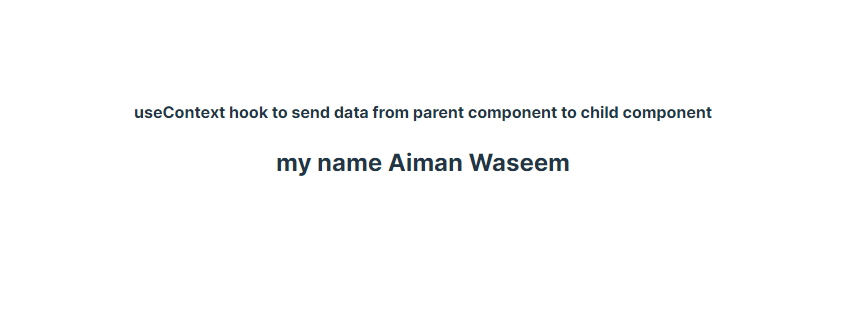 useContext hook to send data from parent component to child component
my name Aiman Waseem